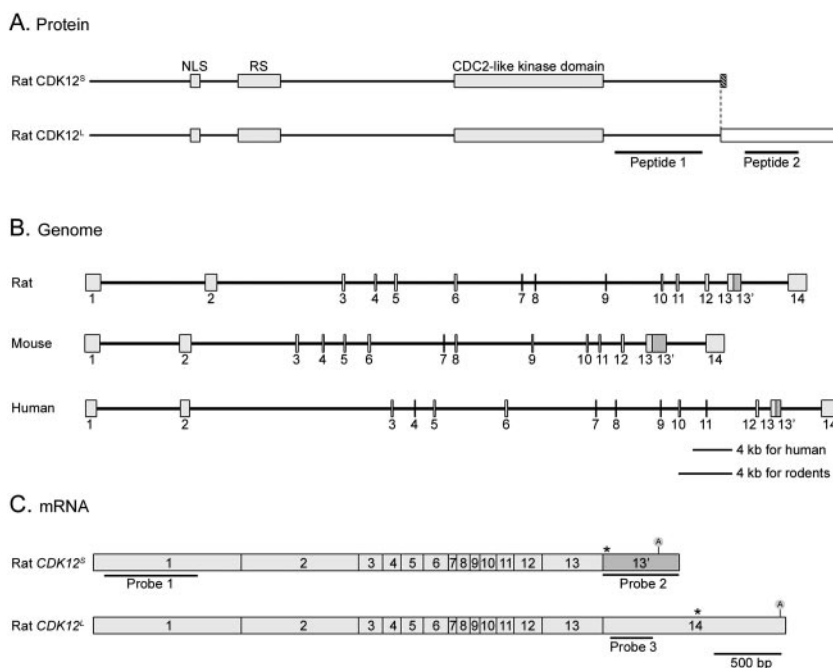 A. Protein
NLS RS CDC2-like kinase domain
Rat CDK12ˢ
Rat CDK12ᴸ
Peptide 1 Peptide 2
B. Genome
Rat
1 2 3 4 5 6 7 8 9 10 11 12 13 13' 14
Mouse
1 2 3 4 5 6 7 8 9 10 11 12 13 13' 14
Human
1 2 3 4 5 6 7 8 9 10 11 12 13 13' 14
4 kb for human
4 kb for rodents
C. mRNA
* A
Rat CDK12ˢ 1 2 3 4 5 6 7 8 9 10 11 12 13 13'
Probe 1 Probe 2
* A
Rat CDK12ᴸ 1 2 3 4 5 6 7 8 9 10 11 12 13 14
Probe 3 500 bp